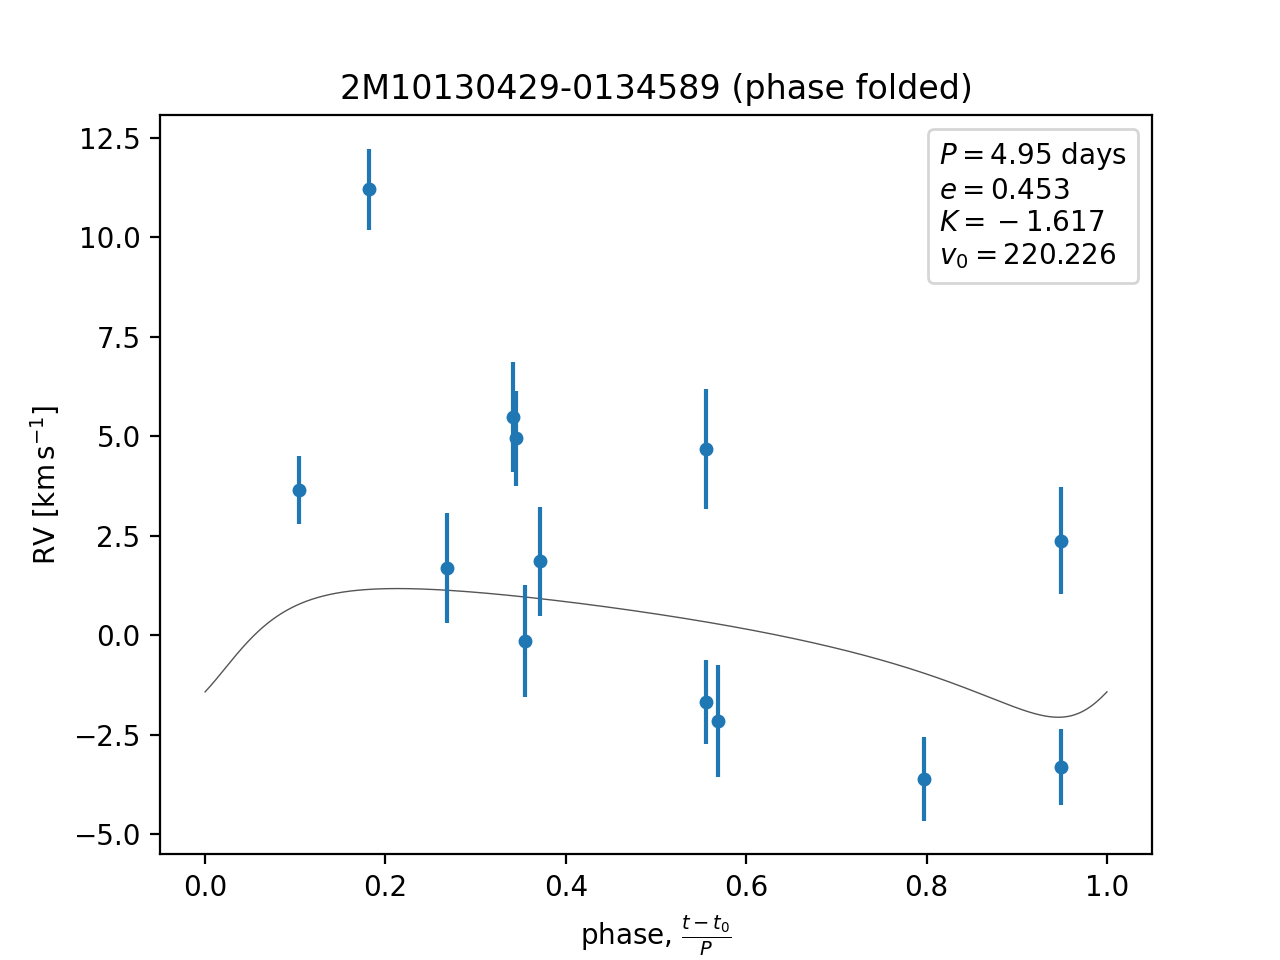 2M10130429-0134589 (phase folded)
P = 4.95 days
e = 0.453
K = −1.617
v₀ = 220.226
RV [km s⁻¹]
12.5
10.0
7.5
5.0
2.5
0.0
−2.5
−5.0
0.0 0.2 0.4 0.6 0.8 1.0
phase, (t − t₀)/P